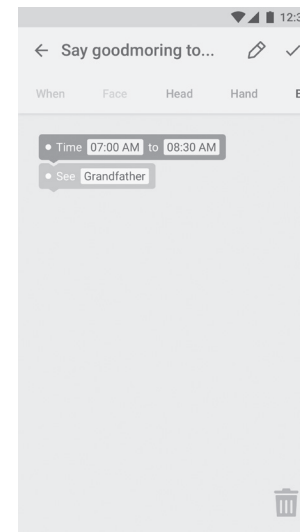 12:3
Say goodmoring to...
When Face Head Hand
Time 07:00 AM to 08:30 AM
See Grandfather